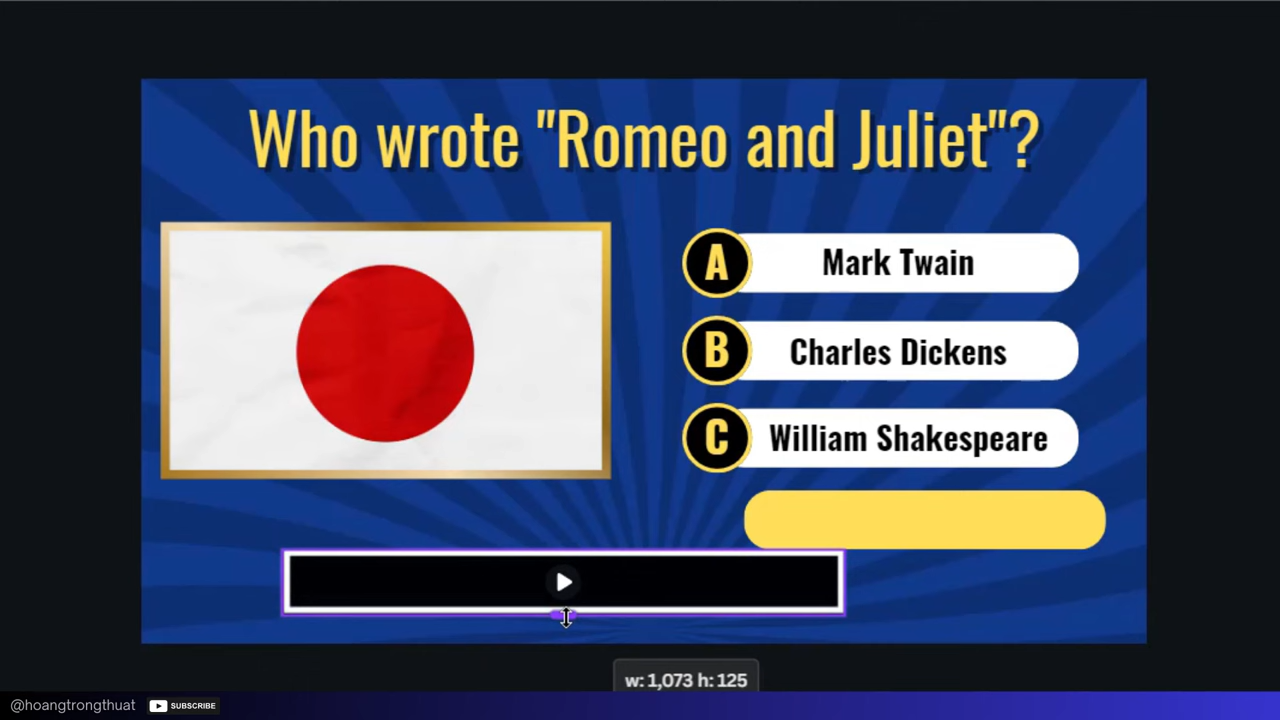 Who wrote "Romeo and Juliet"?
A Mark Twain
B Charles Dickens
C William Shakespeare
w: 1,073 h: 125
@hoangtrongthuat SUBSCRIBE